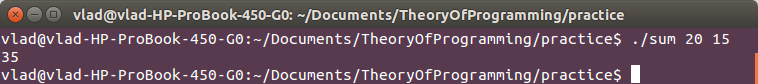 vlad@vlad-HP-ProBook-450-G0: ~/Documents/TheoryOfProgramming/practice
vlad@vlad-HP-ProBook-450-G0:~/Documents/TheoryOfProgramming/practice$ ./sum 20 15
35
vlad@vlad-HP-ProBook-450-G0:~/Documents/TheoryOfProgramming/practice$